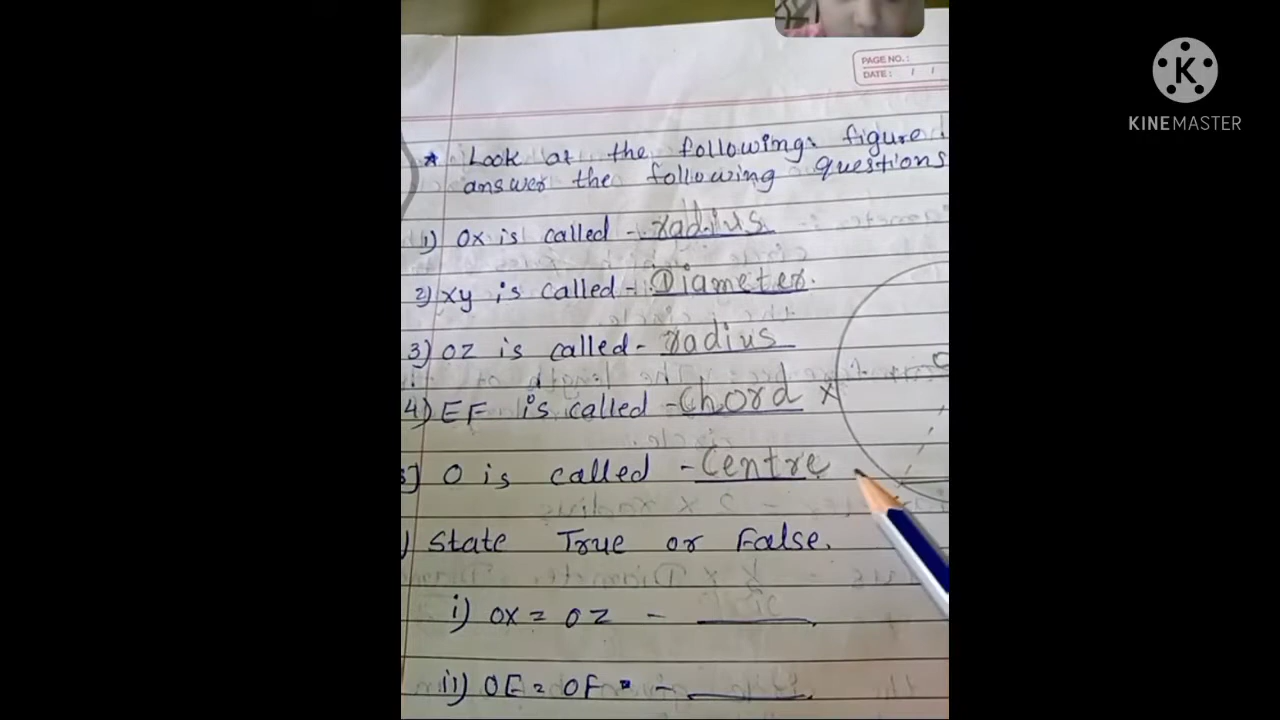 PAGE NO.:
DATE: / /
K
KINEMASTER
* Look at the following figure
answer the following questions
1) OX is called - radius
2) XY is called - Diameter.
3) OZ is called - radius
4) EF is called - Chord X
5] O is called - Centre
) State True or False.
i) OX = OZ -
ii) OE = OF -